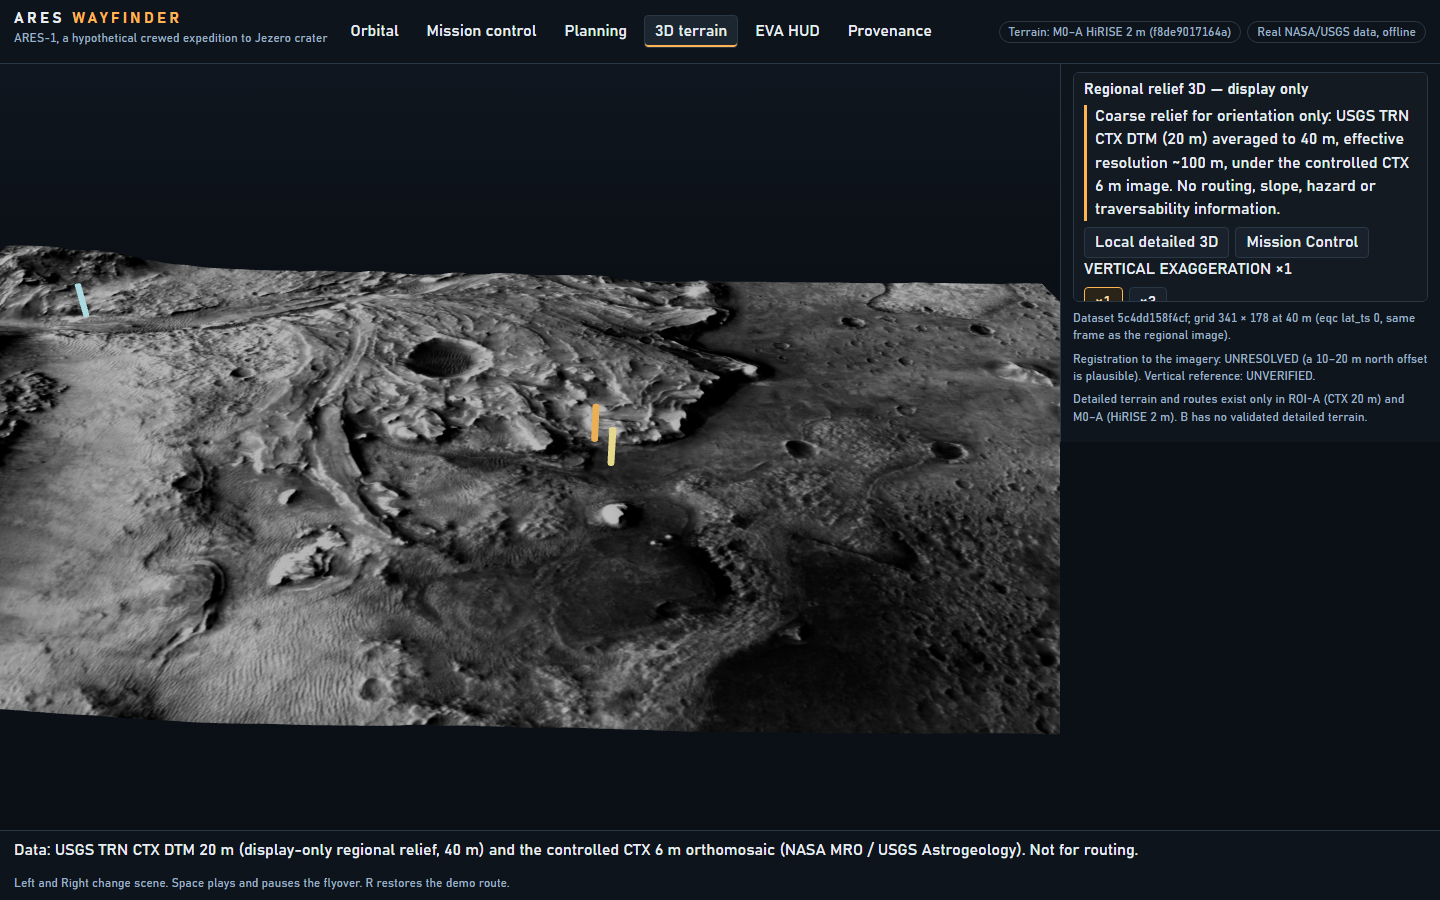 ARES WAYFINDER
ARES-1, a hypothetical crewed expedition to Jezero crater
Orbital
Mission control
Planning
3D terrain
EVA HUD
Provenance
Terrain: M0-A HiRISE 2 m (f8de9017164a)
Real NASA/USGS data, offline
Regional relief 3D — display only
Coarse relief for orientation only: USGS TRN
CTX DTM (20 m) averaged to 40 m, effective
resolution ~100 m, under the controlled CTX
6 m image. No routing, slope, hazard or
traversability information.
Local detailed 3D
Mission Control
VERTICAL EXAGGERATION ×1
×1
Dataset 5c4dd158f4cf; grid 341 × 178 at 40 m (eqc lat_ts 0, same
frame as the regional image).
Registration to the imagery: UNRESOLVED (a 10–20 m north offset
is plausible). Vertical reference: UNVERIFIED.
Detailed terrain and routes exist only in ROI-A (CTX 20 m) and
M0-A (HiRISE 2 m). B has no validated detailed terrain.
Data: USGS TRN CTX DTM 20 m (display-only regional relief, 40 m) and the controlled CTX 6 m orthomosaic (NASA MRO / USGS Astrogeology). Not for routing.
Left and Right change scene. Space plays and pauses the flyover. R restores the demo route.